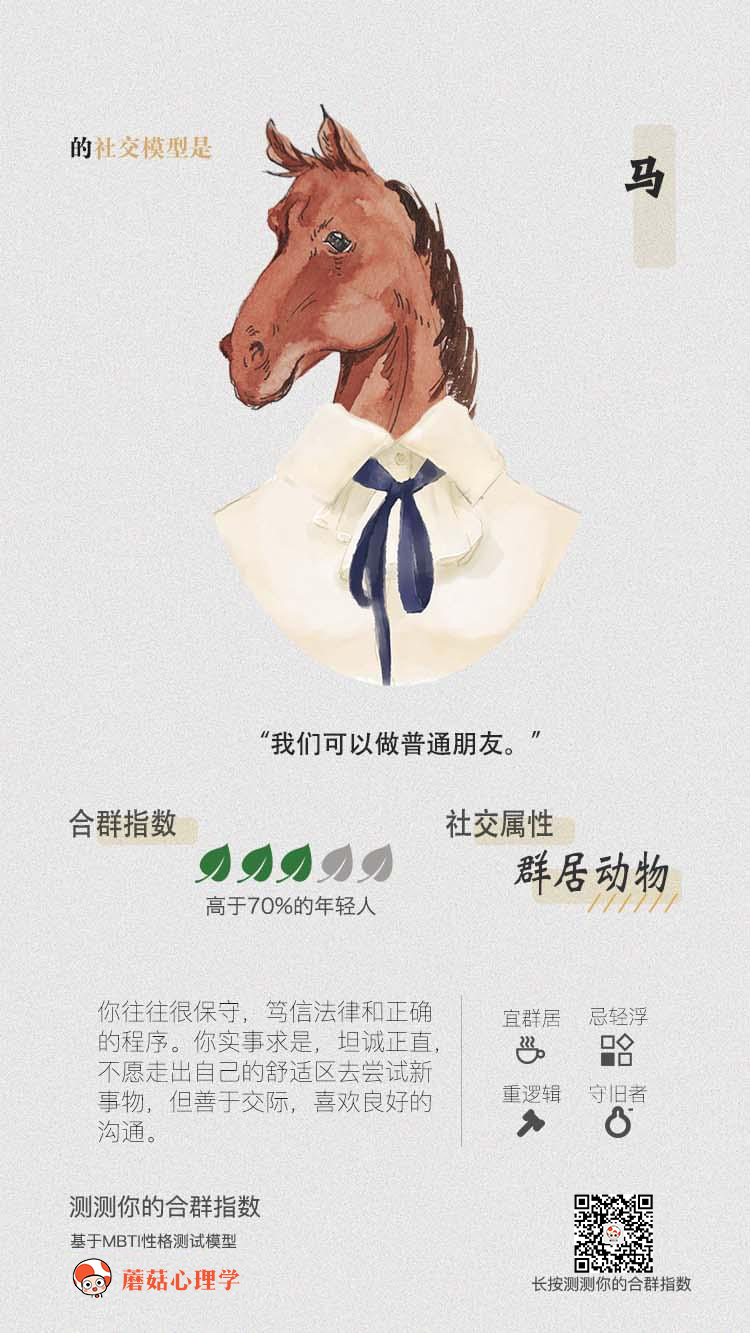 的社交模型是
马
“我们可以做普通朋友。”
合群指数
高于70%的年轻人
社交属性
群居动物
你往往很保守，笃信法律和正确
的程序。你实事求是，坦诚正直，
不愿走出自己的舒适区去尝试新
事物，但善于交际，喜欢良好的
沟通。
宜群居
忌轻浮
重逻辑
守旧者
测测你的合群指数
基于MBTI性格测试模型
蘑菇心理学
长按测测你的合群指数